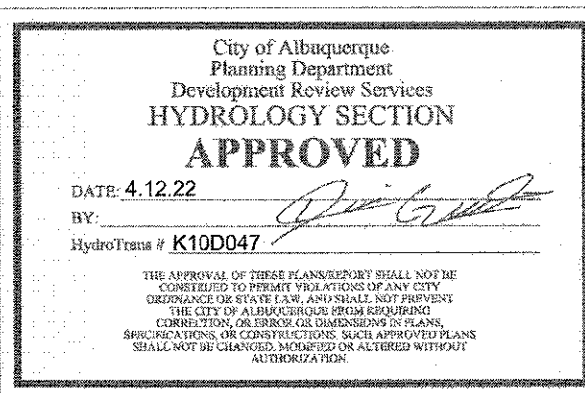 City of Albuquerque
Planning Department
Development Review Services
HYDROLOGY SECTION
APPROVED
DATE: 4.12.22
BY:
HydroTrans # K10D047
THE APPROVAL OF THESE PLANS/REPORT SHALL NOT BE
CONSTRUED TO PERMIT VIOLATIONS OF ANY CITY
ORDINANCE OR STATE LAW, AND SHALL NOT PREVENT
THE CITY OF ALBUQUERQUE FROM REQUIRING
CORRECTION, OR ERROR OR DIMENSIONS IN PLANS,
SPECIFICATIONS, OR CONSTRUCTIONS. SUCH APPROVED PLANS
SHALL NOT BE CHANGED, MODIFIED OR ALTERED WITHOUT
AUTHORIZATION.